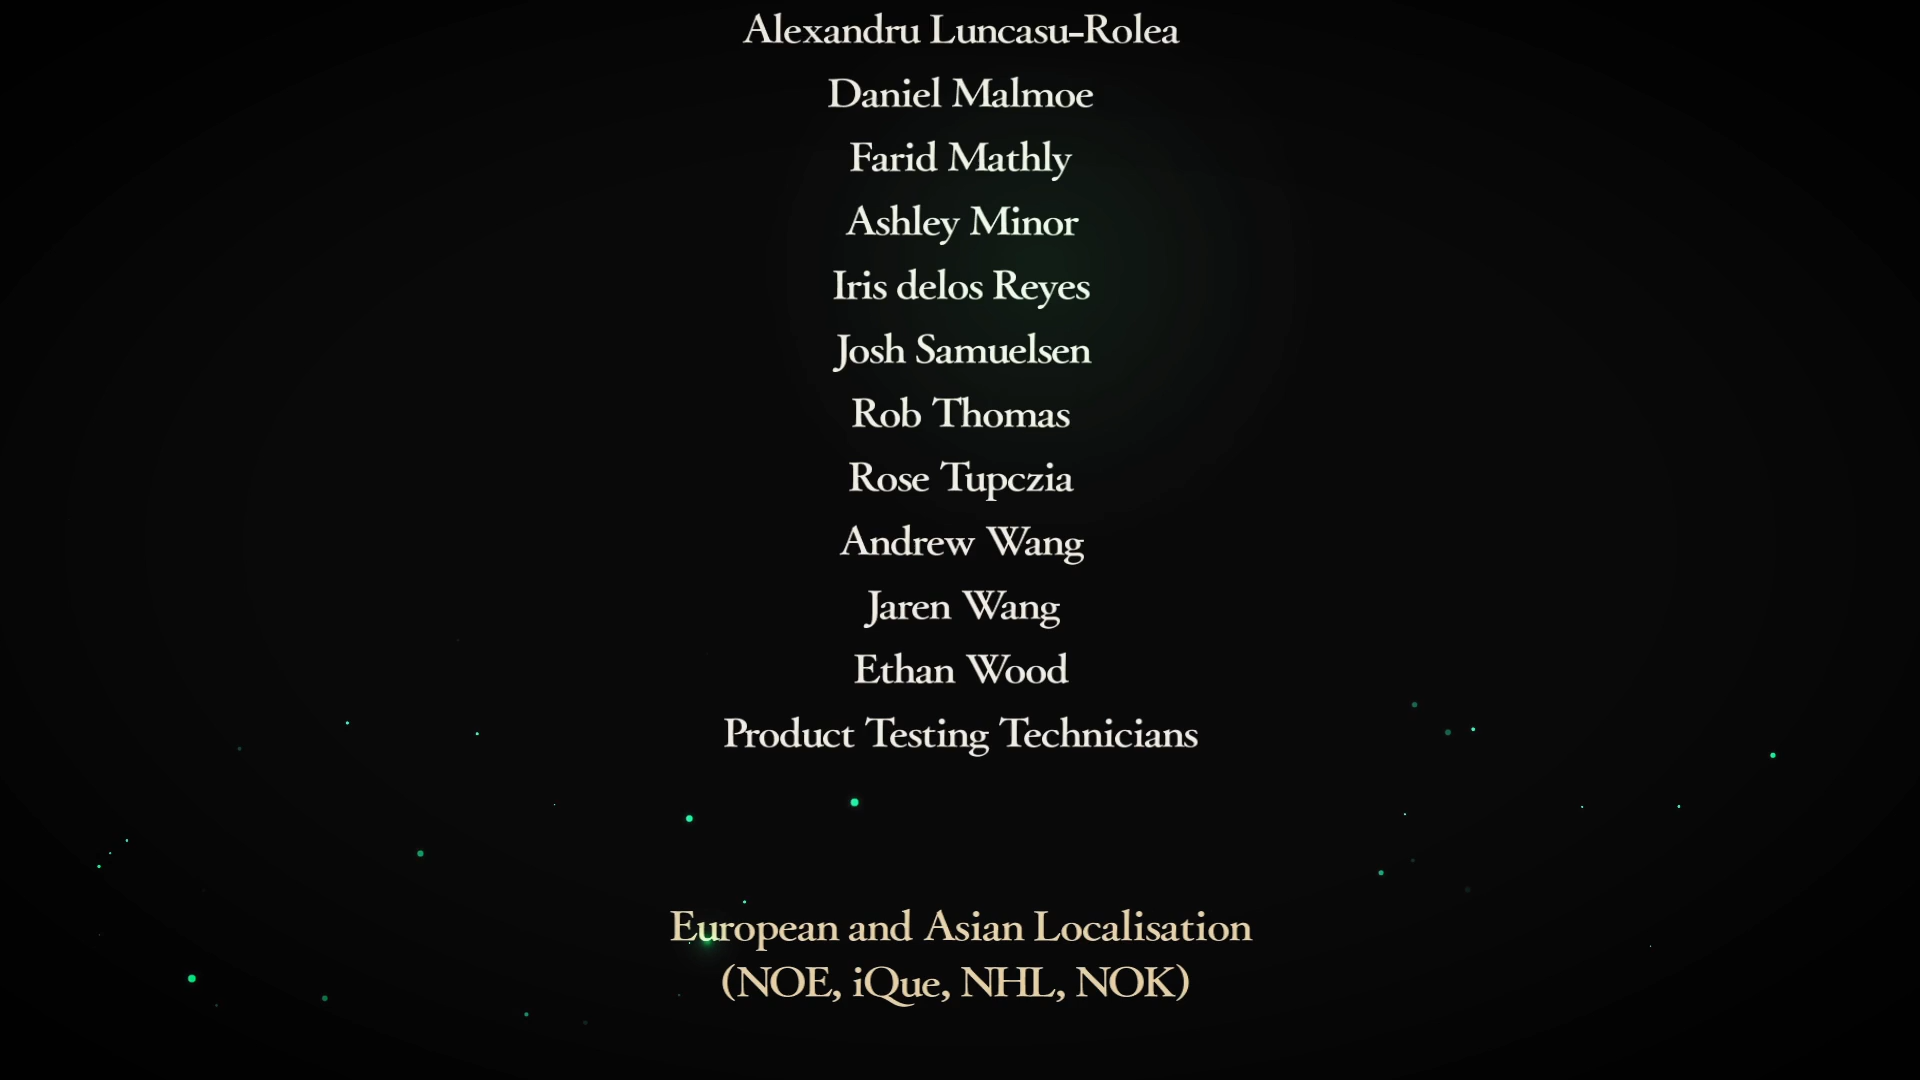 Alexandru Luncasu-Rolea
Daniel Malmoe
Farid Mathly
Ashley Minor
Iris delos Reyes
Josh Samuelsen
Rob Thomas
Rose Tupczia
Andrew Wang
Jaren Wang
Ethan Wood
Product Testing Technicians
European and Asian Localisation
(NOE, iQue, NHL, NOK)